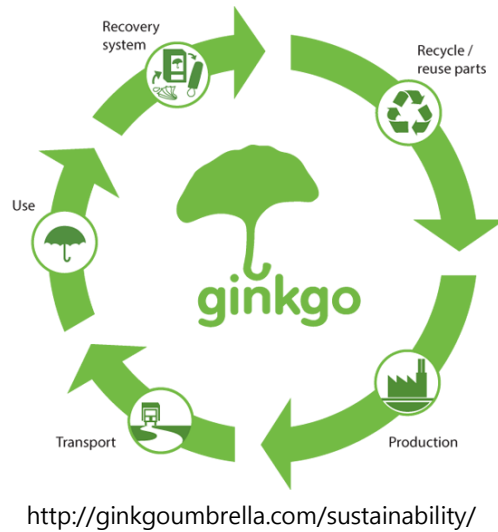 Recovery
system
Recycle /
reuse parts
Use
ginkgo
Transport
Production
http://ginkgoumbrella.com/sustainability/